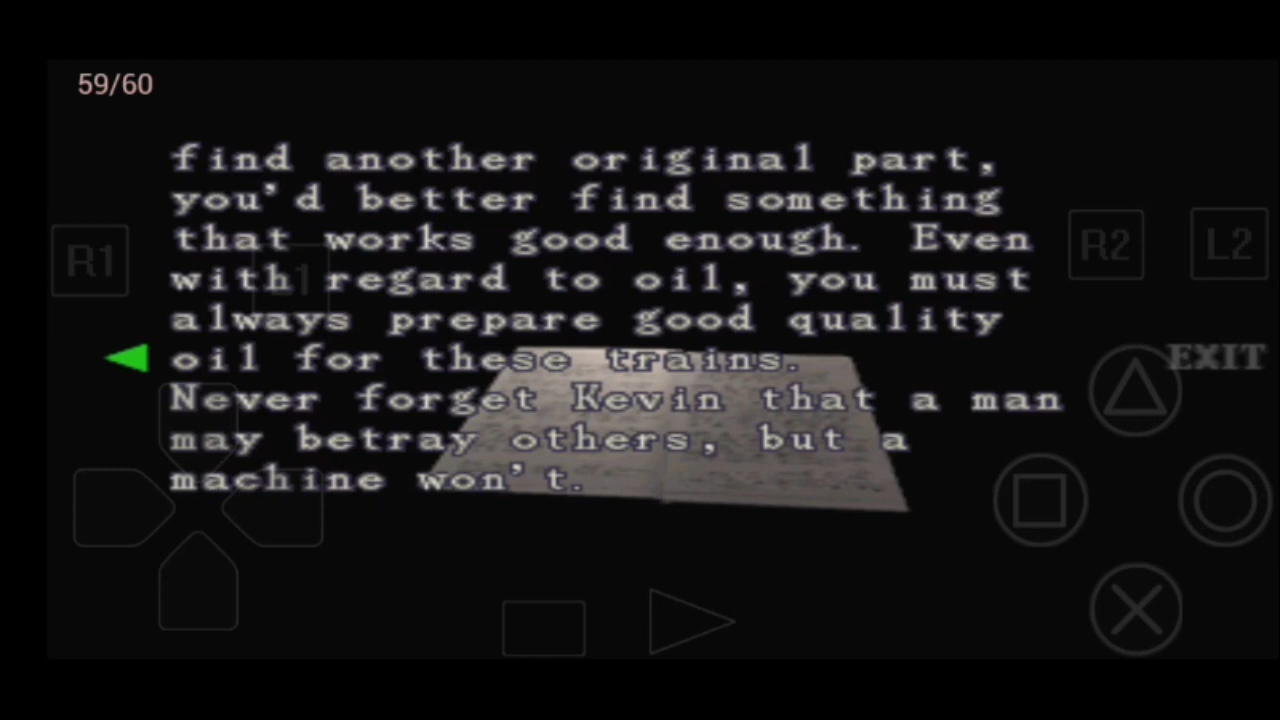 59/60
find another original part,
you'd better find something
that works good enough. Even
with regard to oil, you must
always prepare good quality
oil for these trains.
Never forget Kevin that a man
may betray others, but a
machine won't.
EXIT
R1
R2
L2